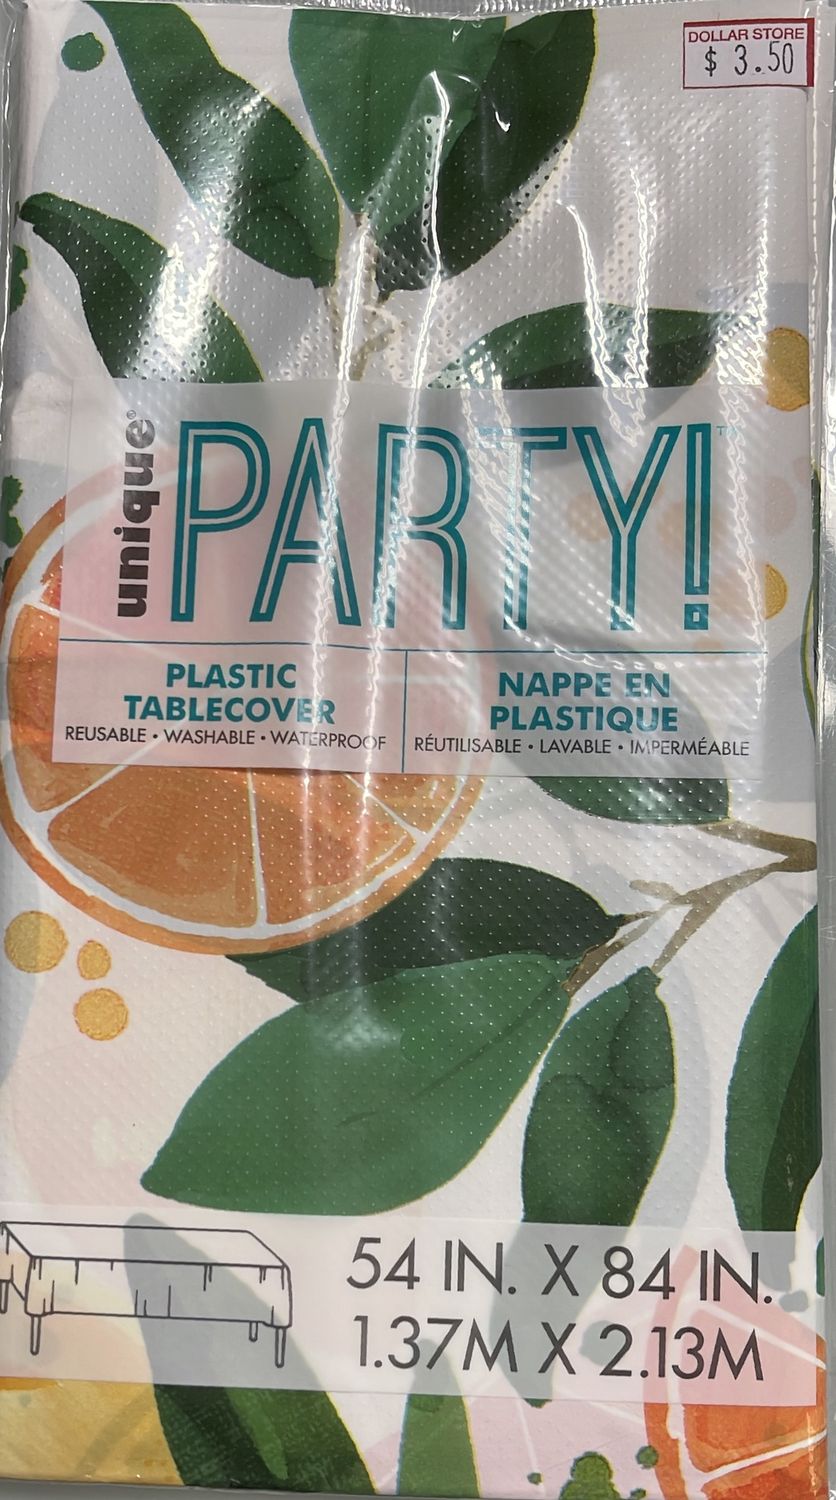 DOLLAR STORE
$ 3.50
unique®
PARTY!™
PLASTIC
TABLECOVER
REUSABLE • WASHABLE • WATERPROOF
NAPPE EN
PLASTIQUE
RÉUTILISABLE • LAVABLE • IMPERMÉABLE
54 IN. X 84 IN.
1.37M X 2.13M